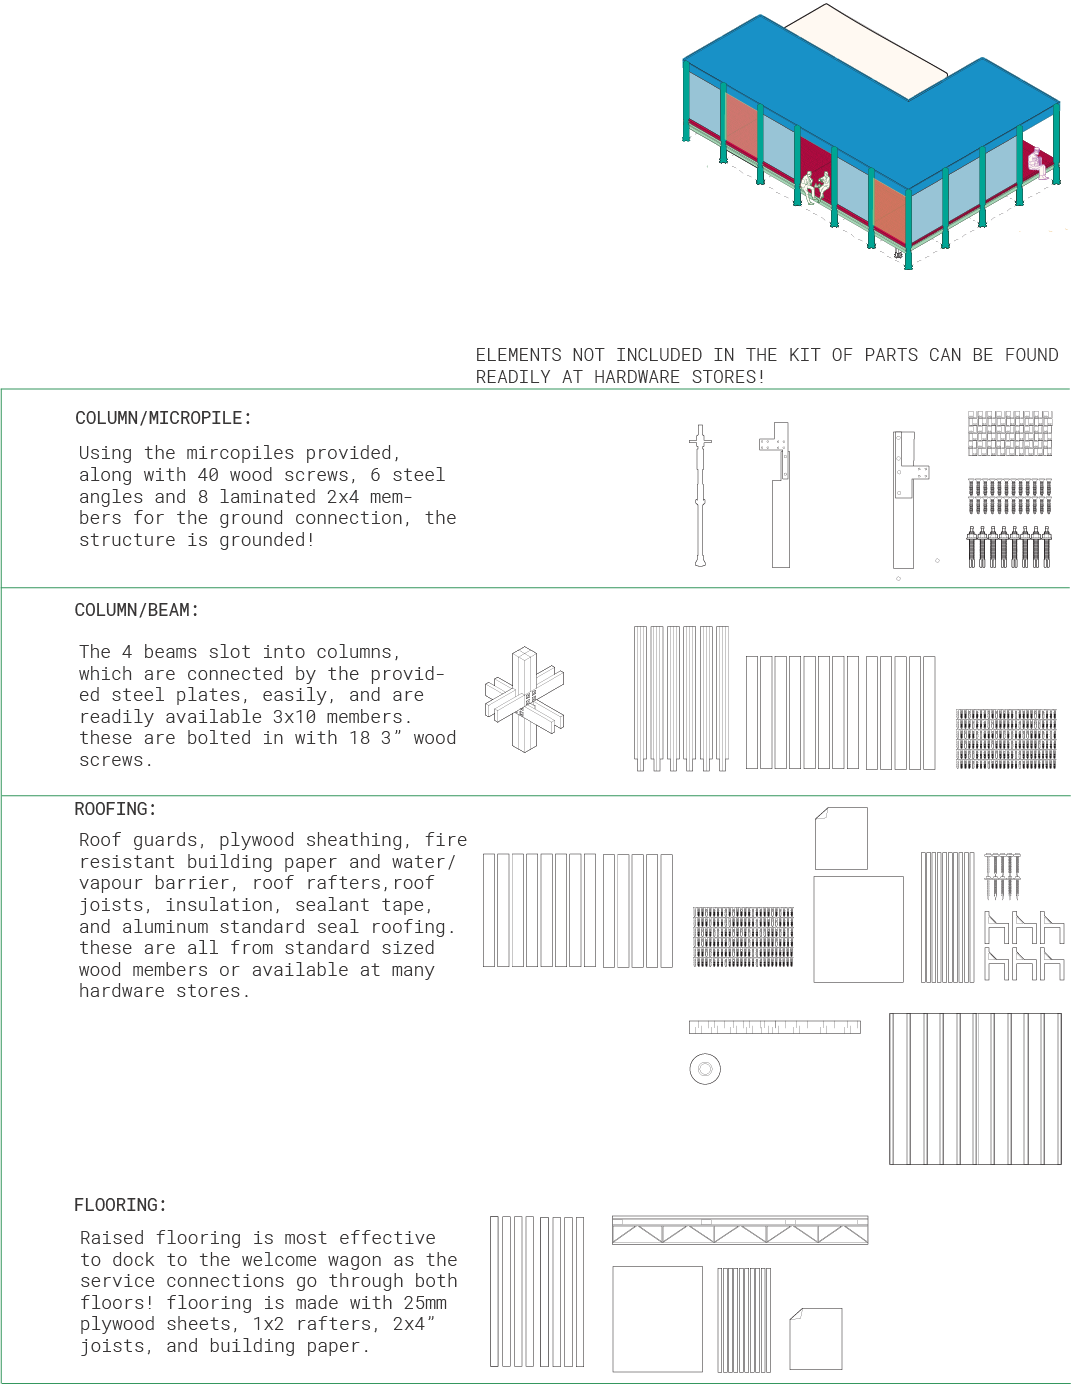 ELEMENTS NOT INCLUDED IN THE KIT OF PARTS CAN BE FOUND
READILY AT HARDWARE STORES!
COLUMN/MICROPILE:
Using the mircopiles provided,
along with 40 wood screws, 6 steel
angles and 8 laminated 2x4 mem-
bers for the ground connection, the
structure is grounded!
COLUMN/BEAM:
The 4 beams slot into columns,
which are connected by the provid-
ed steel plates, easily, and are
readily available 3x10 members.
these are bolted in with 18 3” wood
screws.
ROOFING:
Roof guards, plywood sheathing, fire
resistant building paper and water/
vapour barrier, roof rafters,roof
joists, insulation, sealant tape,
and aluminum standard seal roofing.
these are all from standard sized
wood members or available at many
hardware stores.
FLOORING:
Raised flooring is most effective
to dock to the welcome wagon as the
service connections go through both
floors! flooring is made with 25mm
plywood sheets, 1x2 rafters, 2x4”
joists, and building paper.